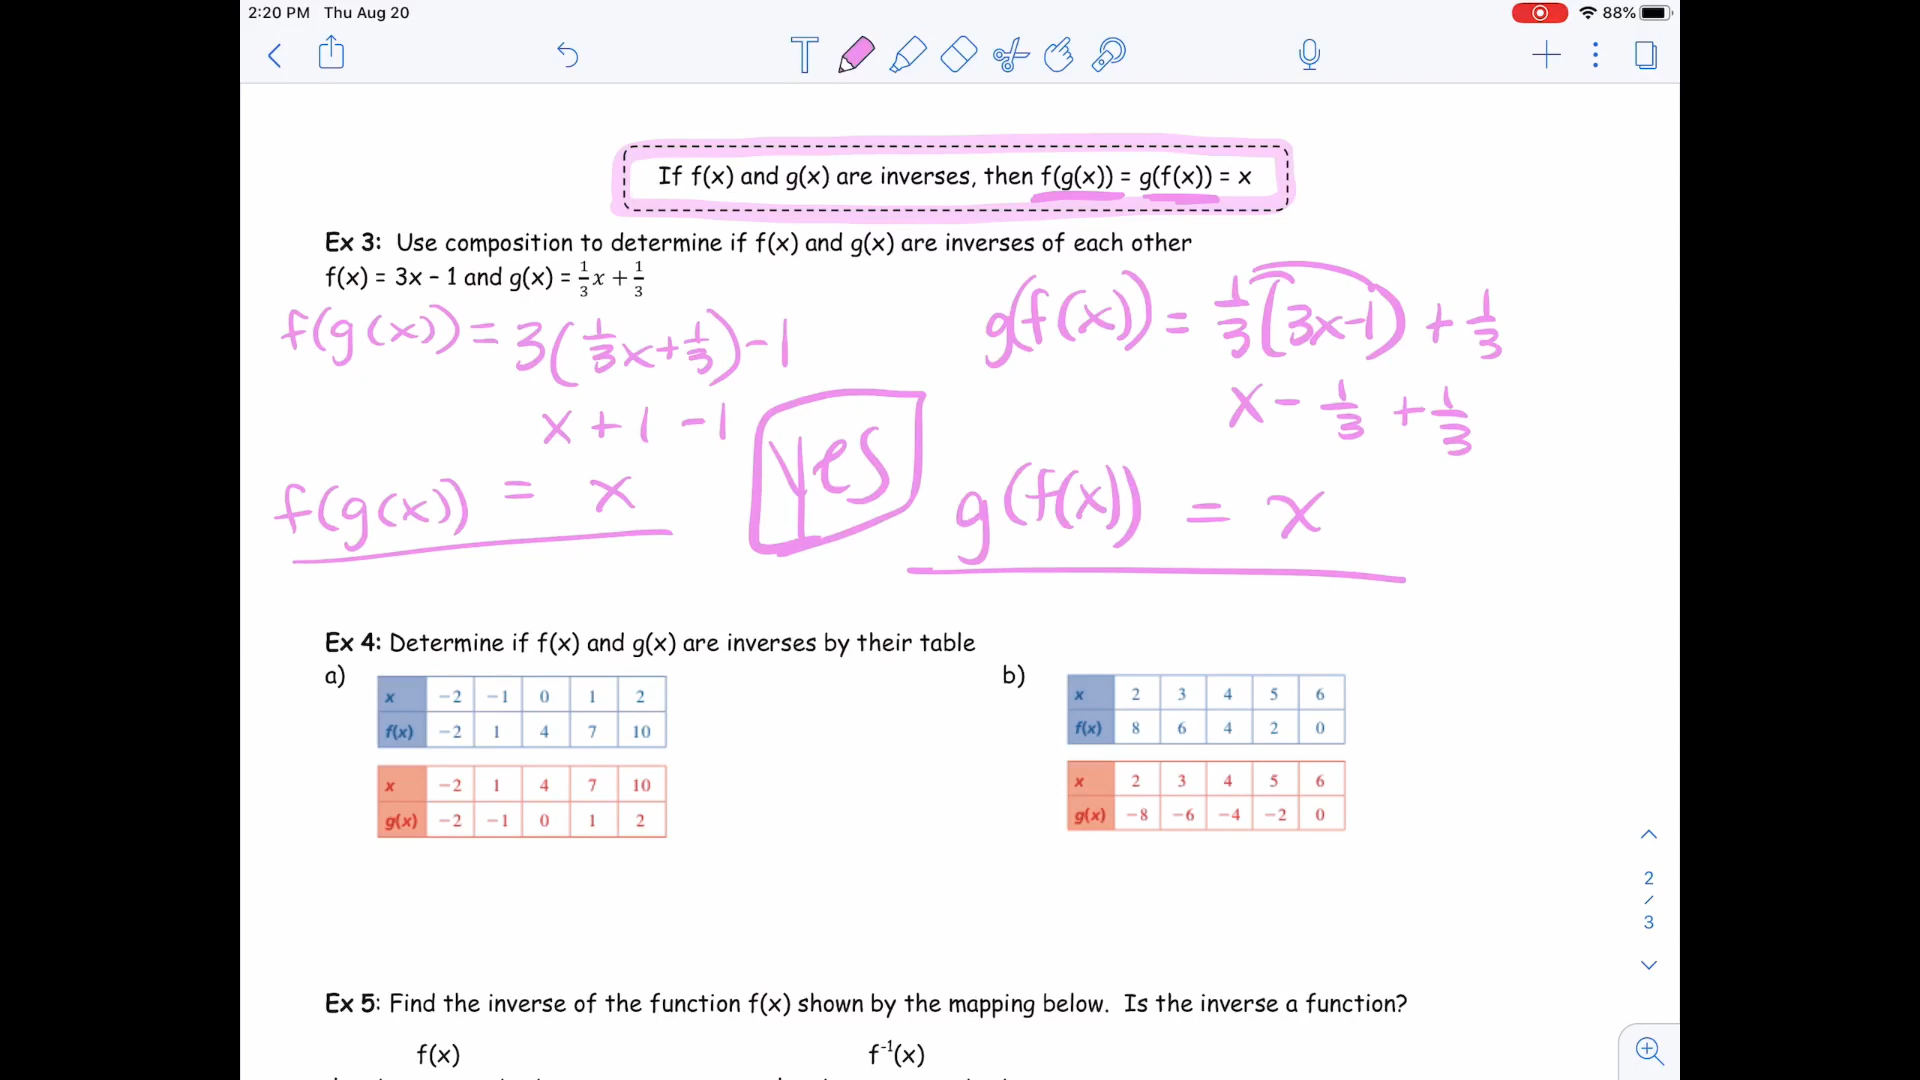 2:20 PM Thu Aug 20
88%
If f(x) and g(x) are inverses, then f(g(x)) = g(f(x)) = x
Ex 3: Use composition to determine if f(x) and g(x) are inverses of each other
f(x) = 3x – 1 and g(x) = 1/3 x + 1/3
f(g(x)) = 3(1/3 x + 1/3) - 1
g(f(x)) = 1/3 (3x-1) + 1/3
x + 1 - 1
x - 1/3 + 1/3
yes
f(g(x)) = x
g(f(x)) = x
Ex 4: Determine if f(x) and g(x) are inverses by their table
a)
x −2 −1 0 1 2
f(x) −2 1 4 7 10
x −2 1 4 7 10
g(x) −2 −1 0 1 2
b)
x 2 3 4 5 6
f(x) 8 6 4 2 0
x 2 3 4 5 6
g(x) −8 −6 −4 −2 0
2
/
3
Ex 5: Find the inverse of the function f(x) shown by the mapping below. Is the inverse a function?
f(x)
f⁻¹(x)